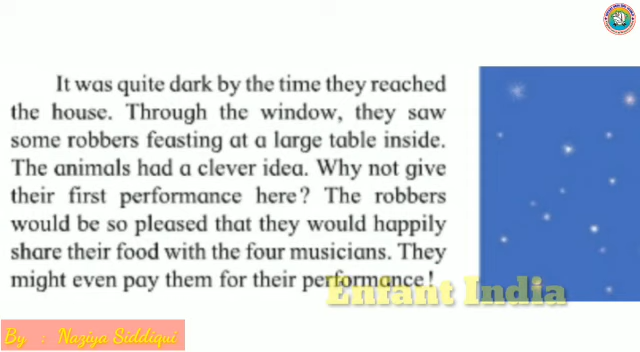 It was quite dark by the time they reached
the house. Through the window, they saw
some robbers feasting at a large table inside.
The animals had a clever idea. Why not give
their first performance here? The robbers
would be so pleased that they would happily
share their food with the four musicians. They
might even pay them for their performance!
Enfant India
By : Naziya Siddiqui